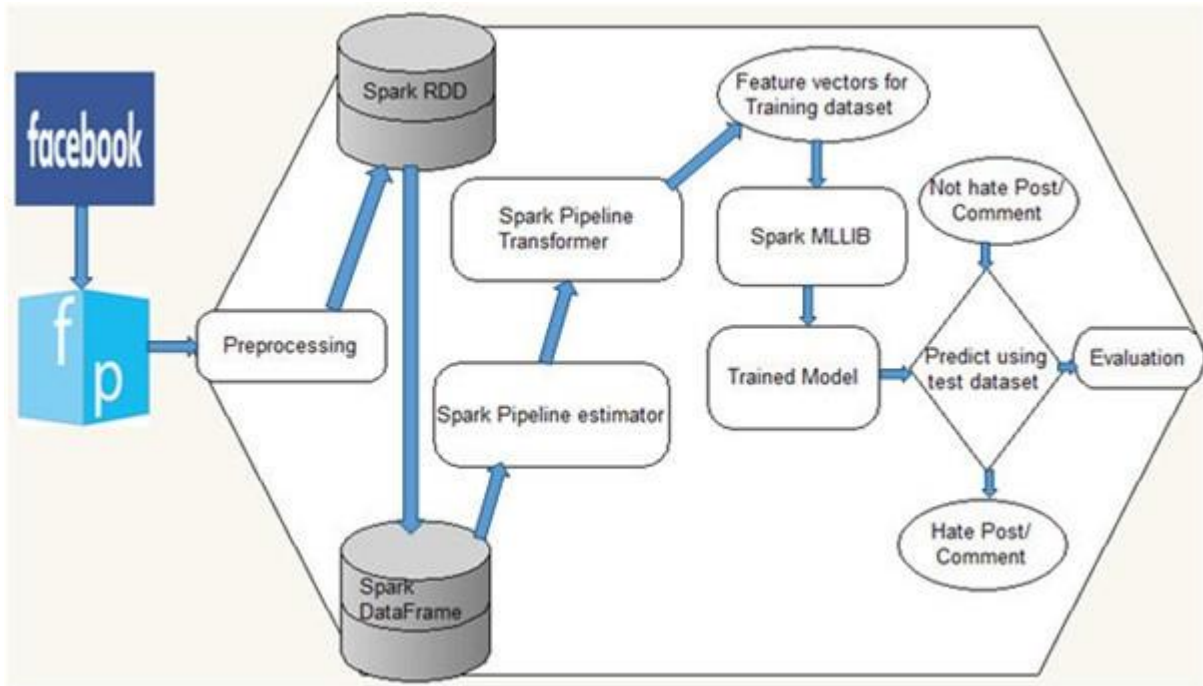 facebook
f
p
Preprocessing
Spark RDD
Spark
DataFrame
Spark Pipeline estimator
Spark Pipeline
Transformer
Feature vectors for
Training dataset
Spark MLLIB
Trained Model
Not hate Post/
Comment
Predict using
test dataset
Hate Post/
Comment
Evaluation